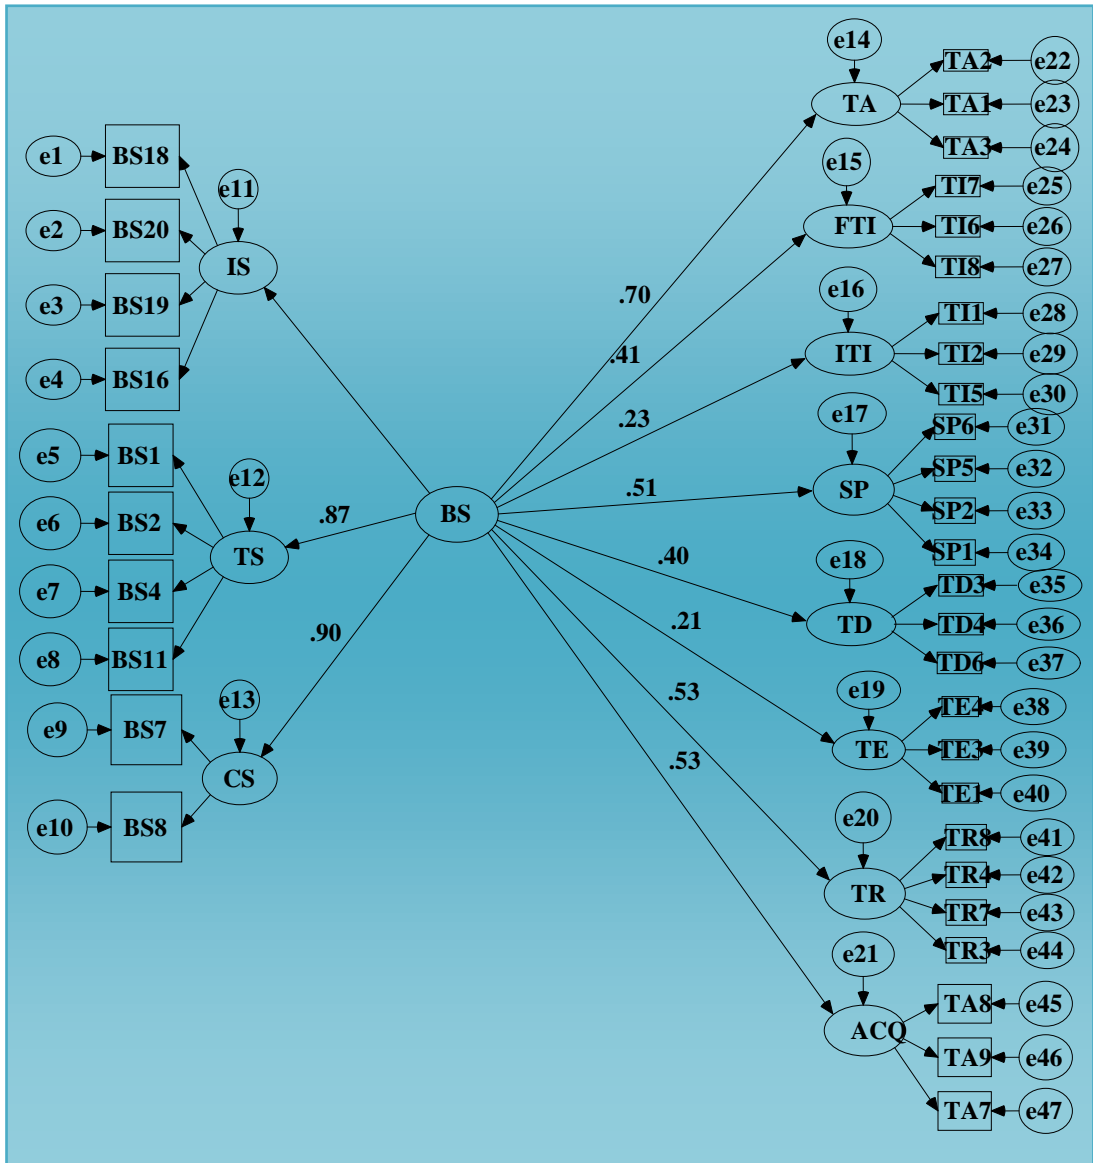 e14
TA2
e22
TA
TA1
e23
TA3
e24
e1
BS18
e15
TI7
e25
e11
e2
BS20
FTI
TI6
e26
IS
TI8
e27
e3
BS19
.70
e16
TI1
e28
.41
ITI
TI2
e29
e4
BS16
TI5
e30
.23
e17
SP6
e31
e5
BS1
SP5
e32
e12
.51
SP
BS
SP2
e33
e6
BS2
.87
TS
SP1
e34
.40
e18
TD3
e35
e7
BS4
TD
TD4
e36
.21
.90
e8
BS11
TD6
e37
.53
e19
e13
TE4
e38
e9
BS7
TE
TE3
e39
.53
CS
TE1
e40
e10
BS8
e20
TR8
e41
TR4
e42
TR
TR7
e43
TR3
e44
e21
TA8
e45
ACQ
TA9
e46
TA7
e47